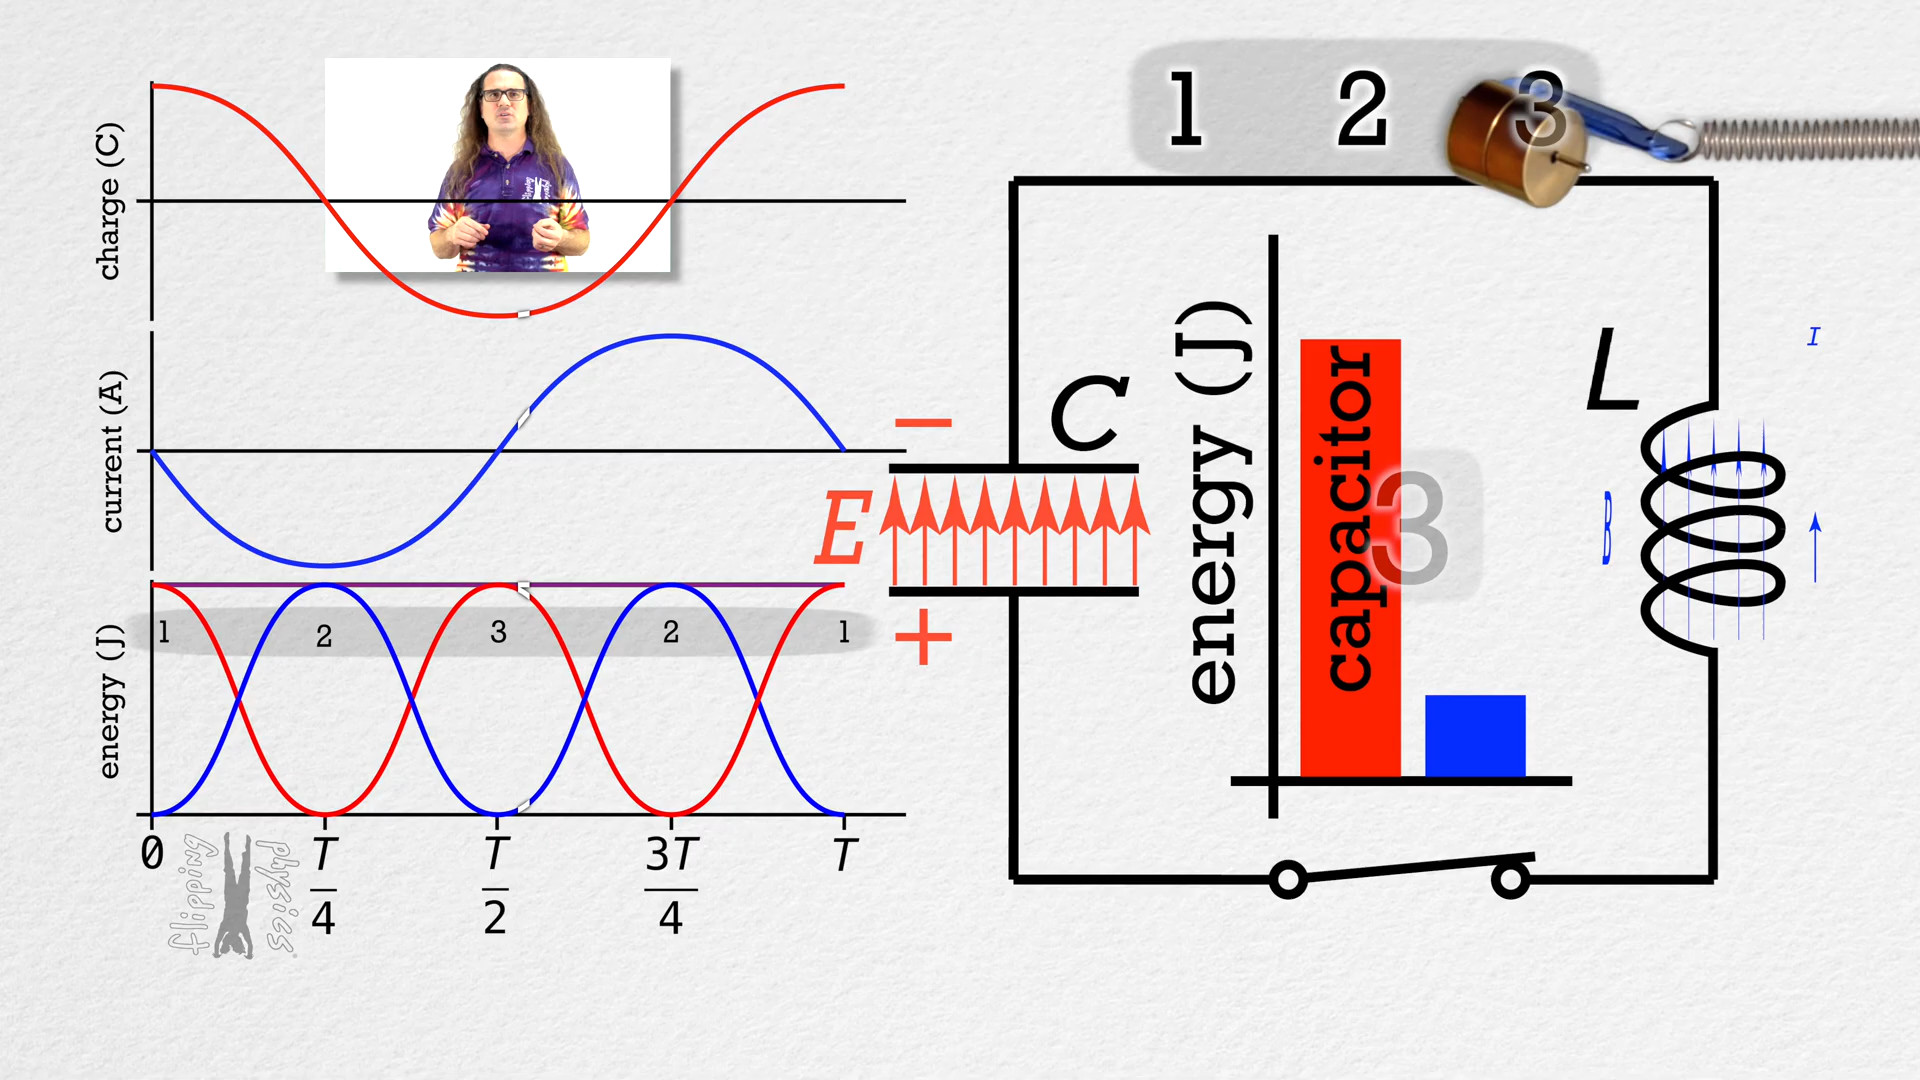 charge (C)
current (A)
energy (J)
1 2 3 2 1
0 T/4 T/2 3T/4 T
flipping physics
1 2 3
C
E
−
+
energy (J)
capacitor
3
L
I
B